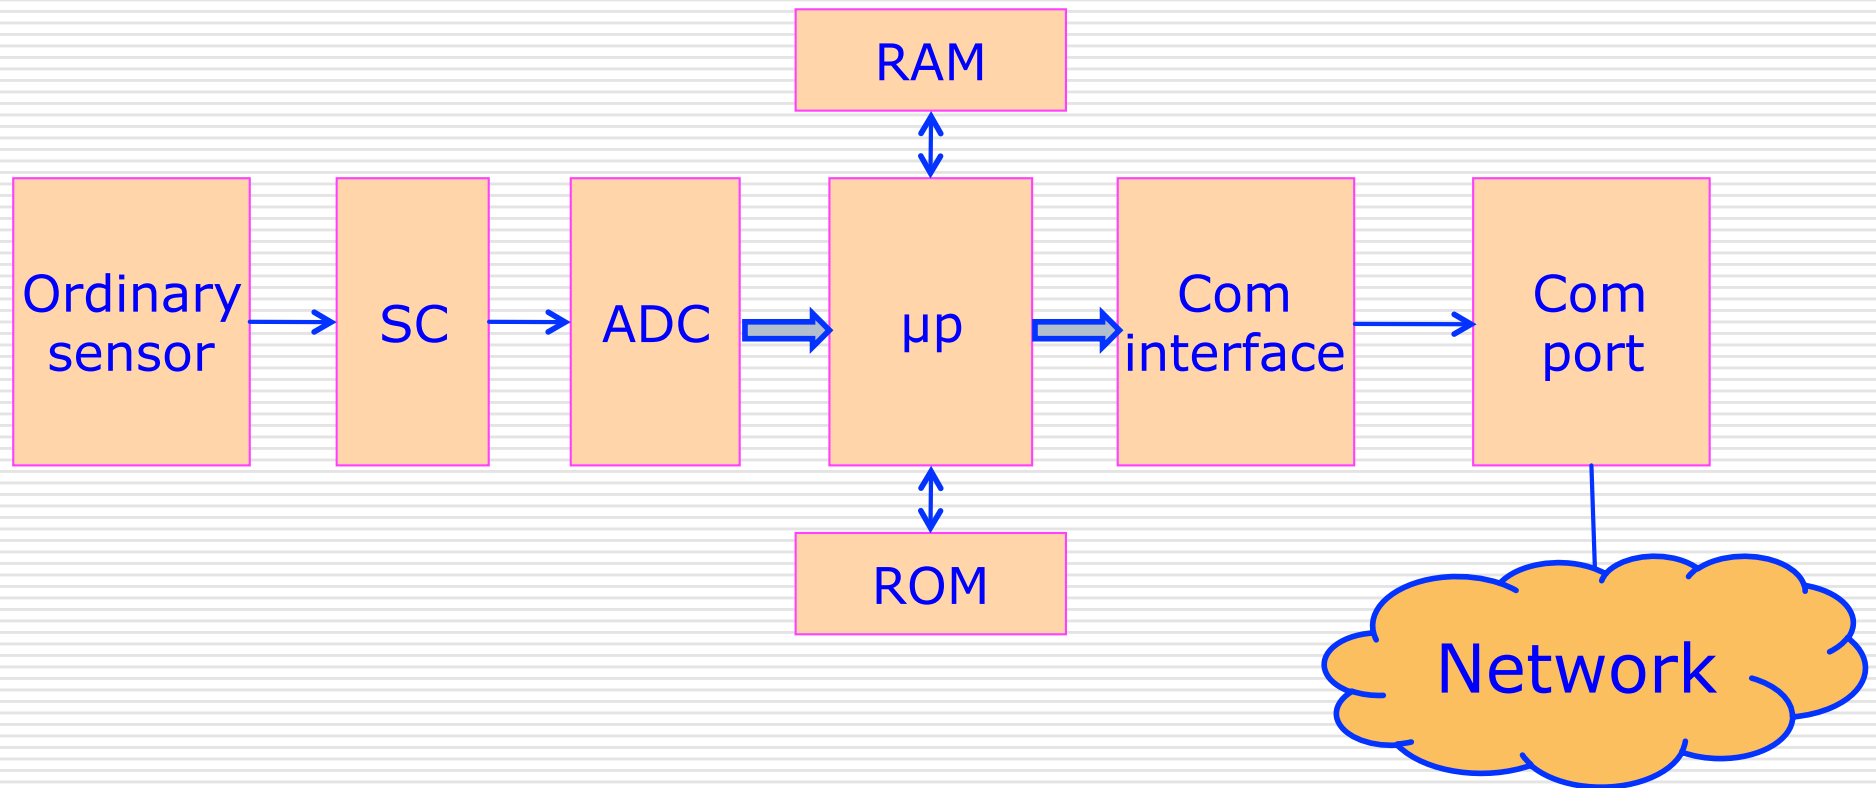 RAM
Ordinary
sensor
SC
ADC
µp
Com
interface
Com
port
ROM
Network